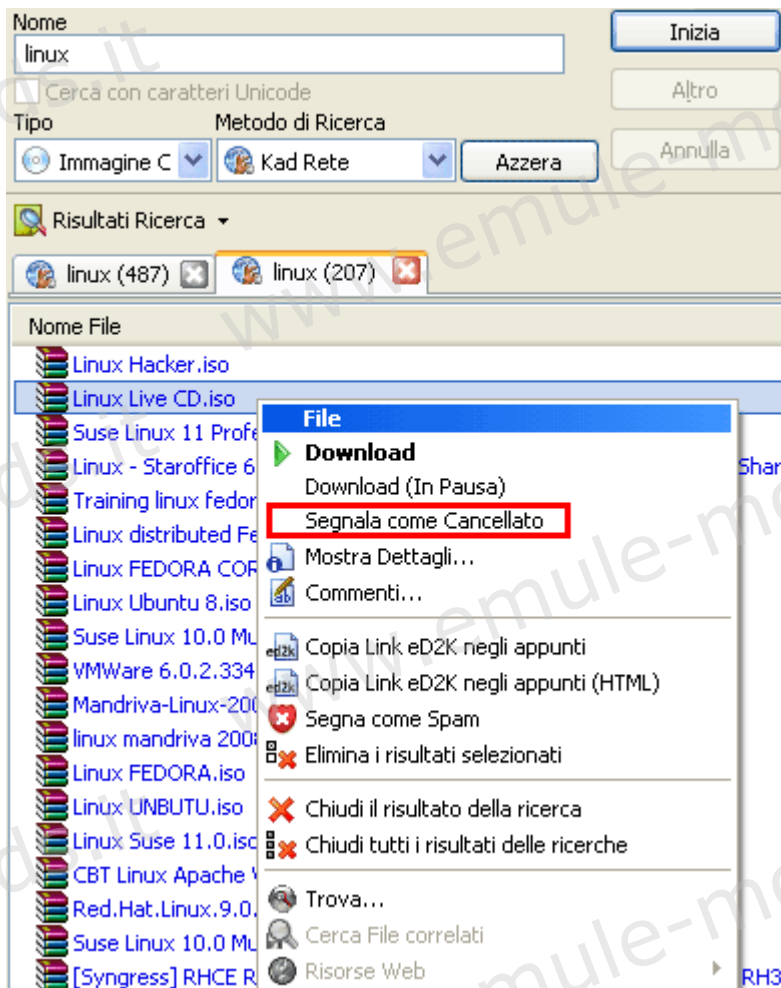 Nome
linux
Inizia
Cerca con caratteri Unicode
Altro
Tipo
Metodo di Ricerca
Immagine C
Kad Rete
Azzera
Annulla
Risultati Ricerca
linux (487)
linux (207)
Nome File
Linux Hacker.iso
Linux Live CD.iso
Suse Linux 11 Profe
Linux - Staroffice 6
Shar
Training linux fedor
Linux distributed Fe
Linux FEDORA COR
Linux Ubuntu 8.iso
Suse Linux 10.0 Mu
VMWare 6.0.2.334
Mandriva-Linux-200
linux mandriva 2008
Linux FEDORA.iso
Linux UNBUTU.iso
Linux Suse 11.0.iso
CBT Linux Apache
Red.Hat.Linux.9.0.
Suse Linux 10.0 Mu
[Syngress] RHCE R
RH3
File
Download
Download (In Pausa)
Segnala come Cancellato
Mostra Dettagli...
Commenti...
Copia Link eD2K negli appunti
Copia Link eD2K negli appunti (HTML)
Segna come Spam
Elimina i risultati selezionati
Chiudi il risultato della ricerca
Chiudi tutti i risultati delle ricerche
Trova...
Cerca File correlati
Risorse Web
www.emule-mo
ds.it